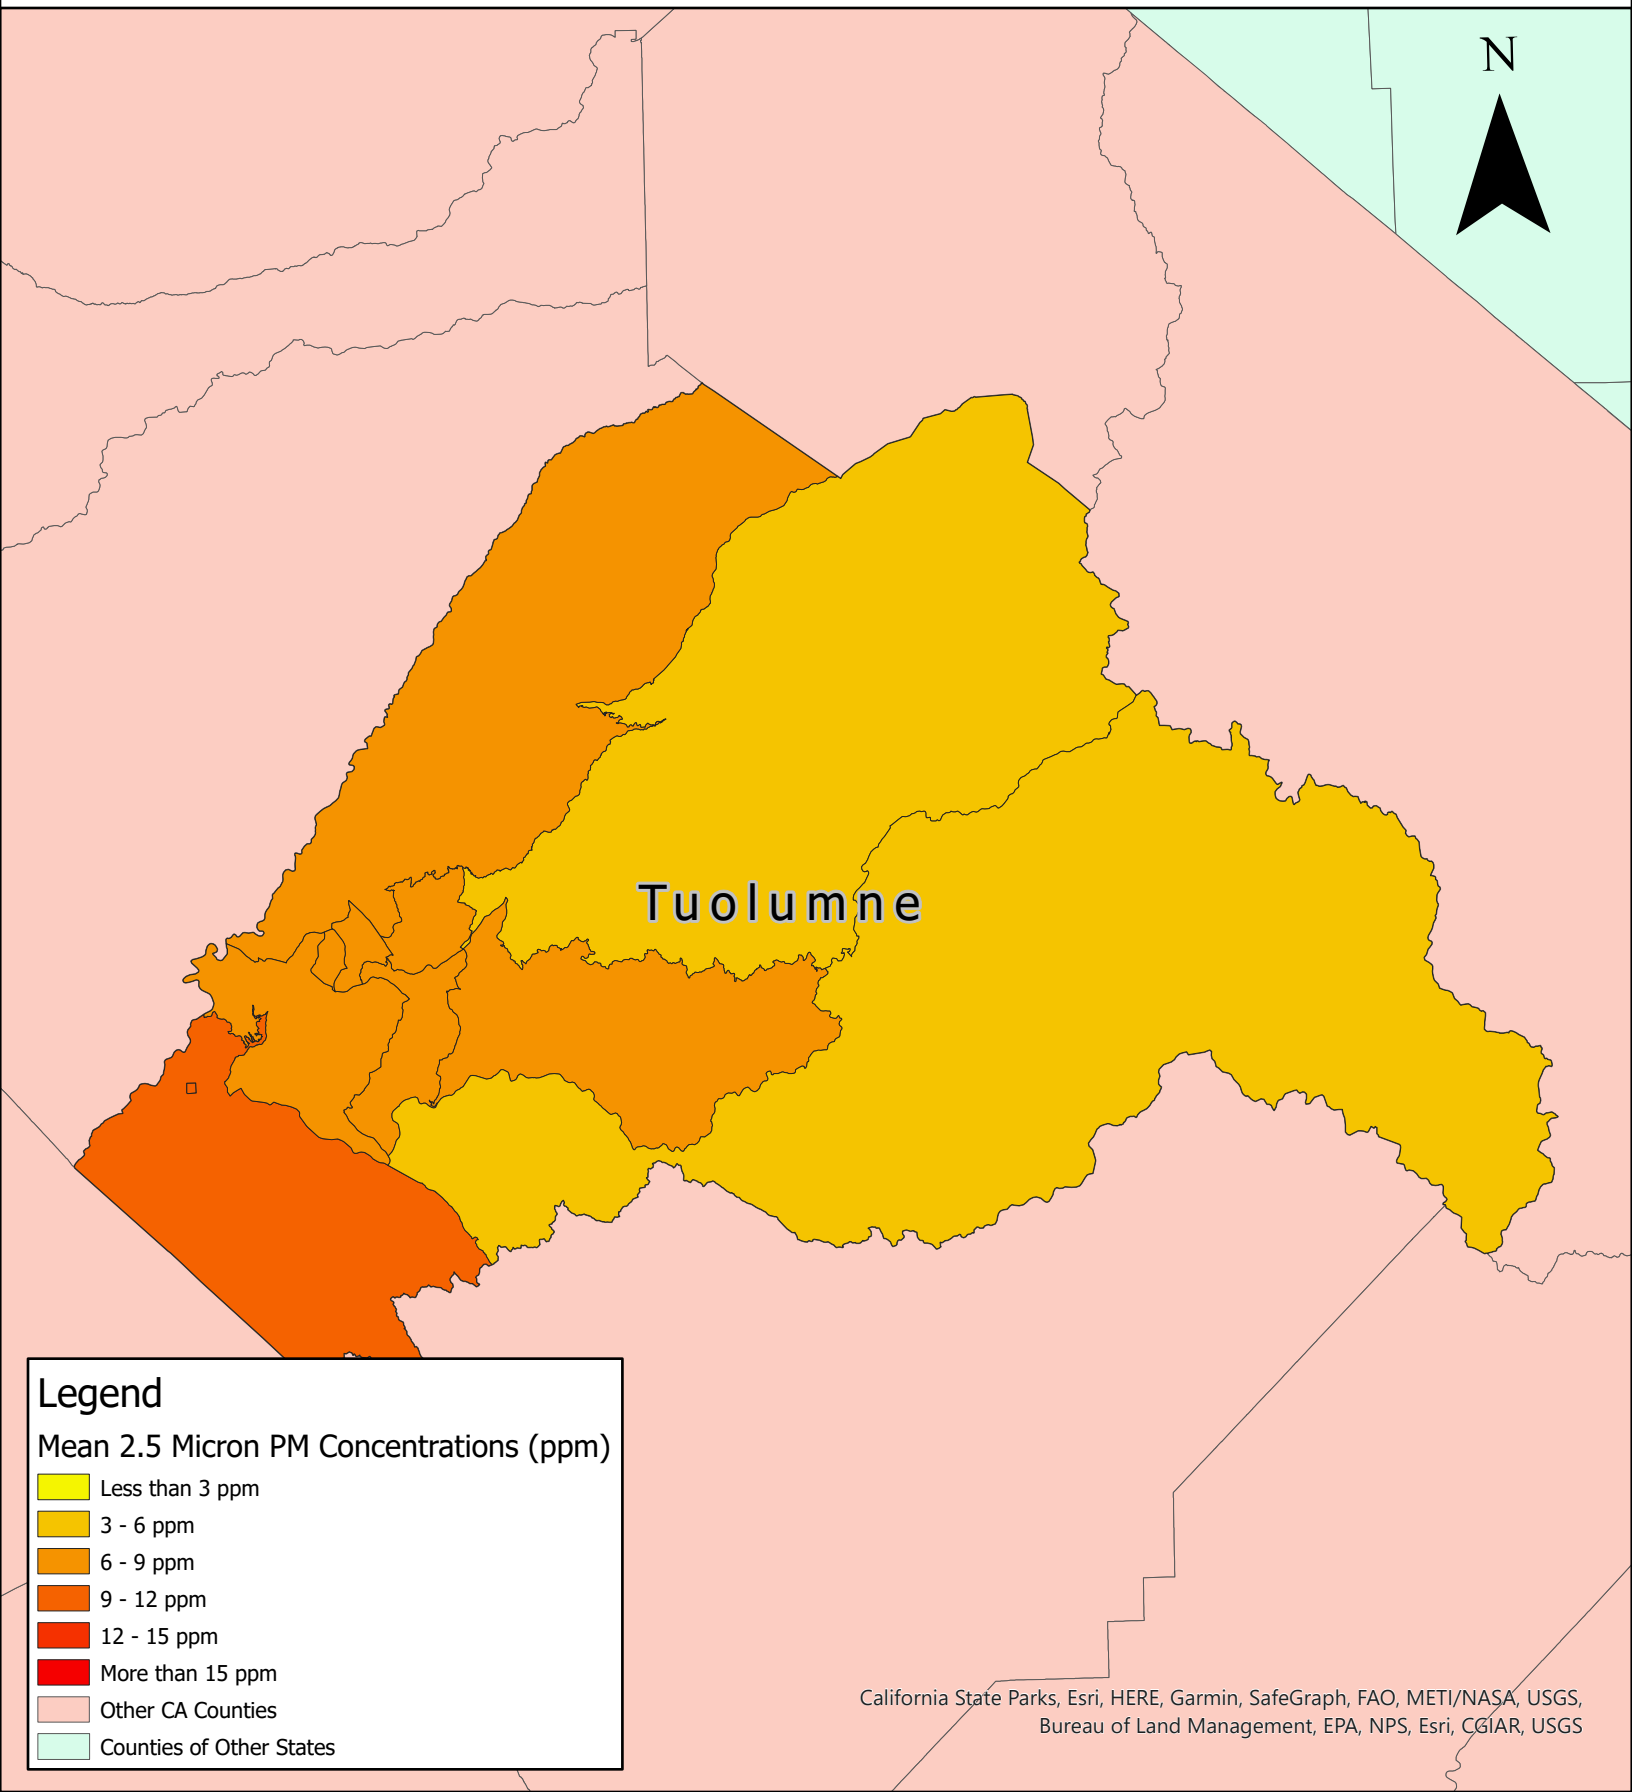 N
Tuolumne
Legend
Mean 2.5 Micron PM Concentrations (ppm)
Less than 3 ppm
3 - 6 ppm
6 - 9 ppm
9 - 12 ppm
12 - 15 ppm
More than 15 ppm
Other CA Counties
Counties of Other States
California State Parks, Esri, HERE, Garmin, SafeGraph, FAO, METI/NASA, USGS,
Bureau of Land Management, EPA, NPS, Esri, CGIAR, USGS